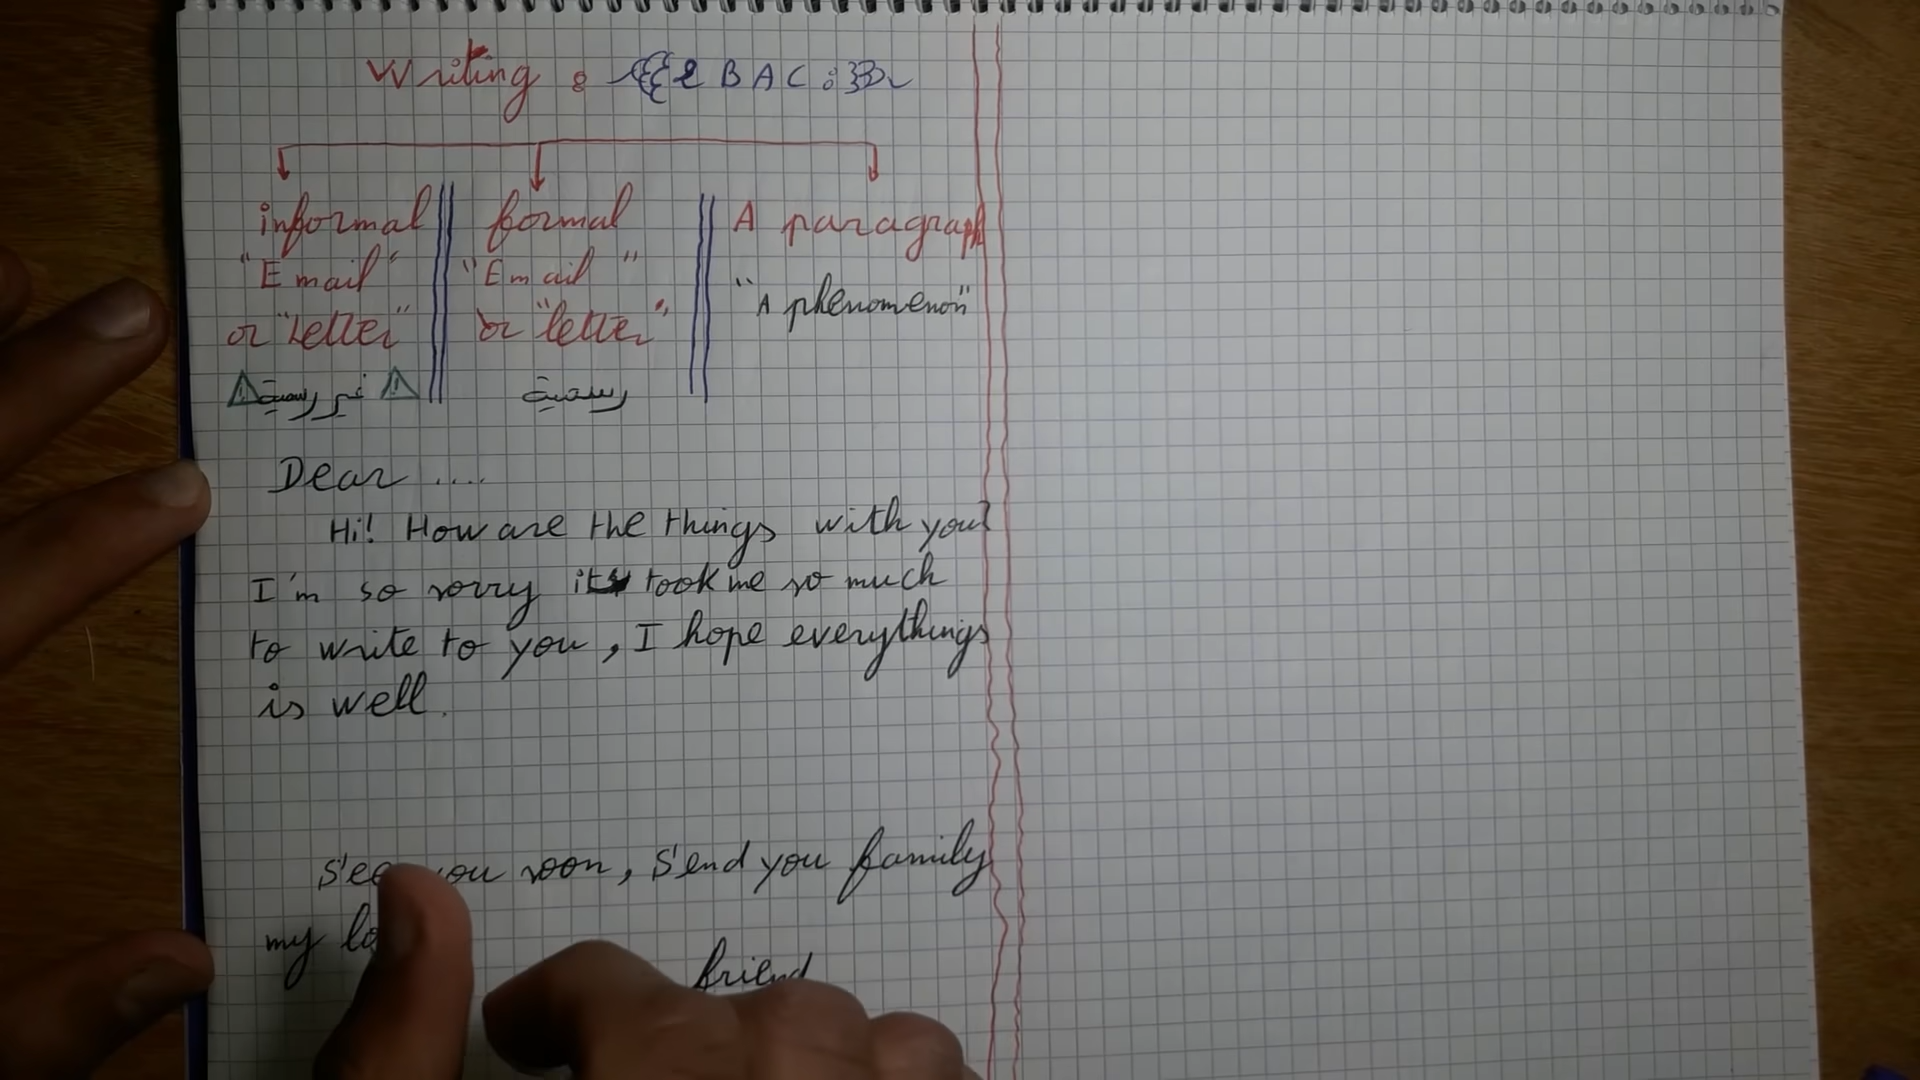 Writing : {{{2 BAC:}}}
informal
"Email"
or "Letter"
غير رسمية
formal
"Email"
or "letter"
رسمية
A paragraph
"A phenomenon"
Dear ....
Hi! How are the things with you?
I'm so sorry it took me so much
to write to you, I hope everythings
is well.
See you soon, Send you family
my
friend